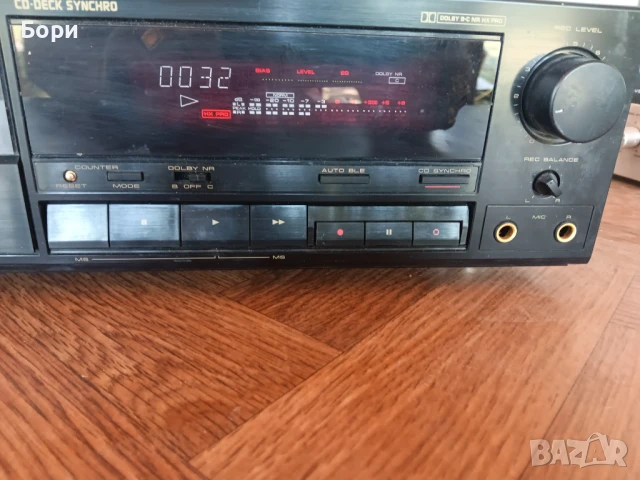 CD-DECK SYNCHRO
Бори
DOLBY B-C NR HX PRO
REC LEVEL
0032
BIAS LEVEL EQ
DOLBY NR
NORMAL
HX PRO
COUNTER
RESET
MODE
DOLBY NR
B OFF C
AUTO BLE
CD SYNCHRO
REC BALANCE
L R
L MIC R
MS
MS
BAZAR